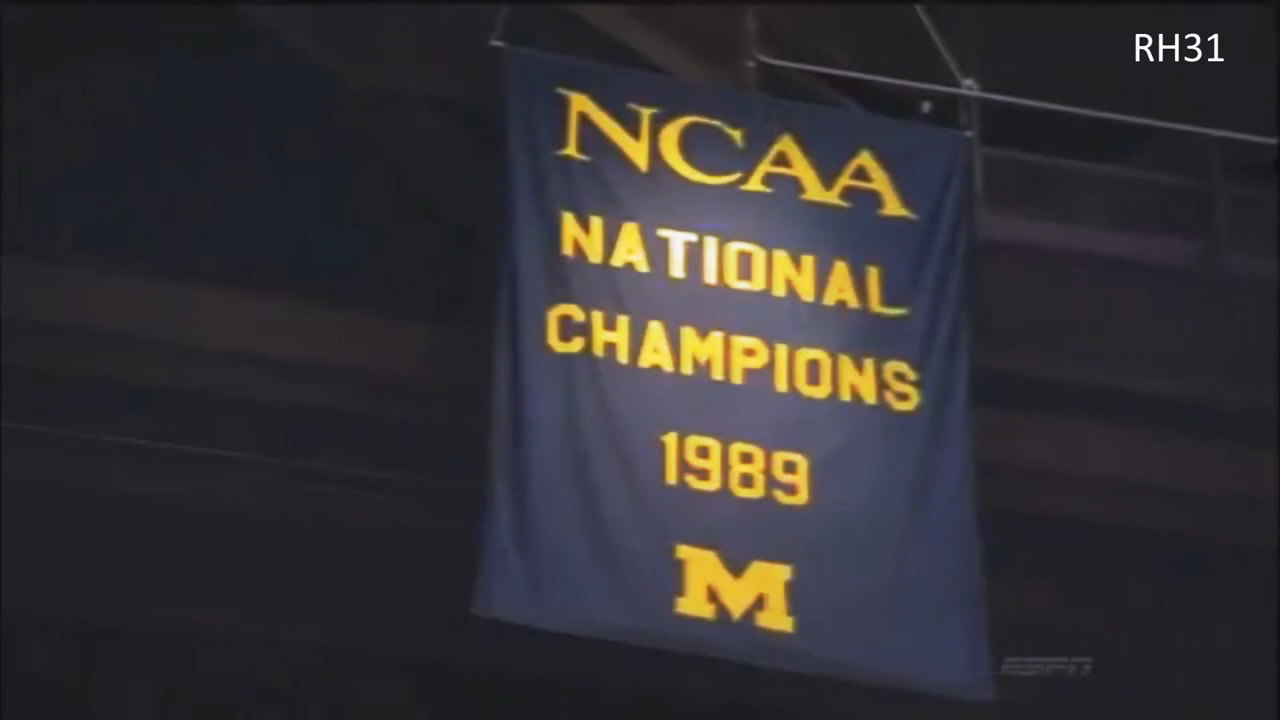 RH31
NCAA
NATIONAL
CHAMPIONS
1989
M
ESPN